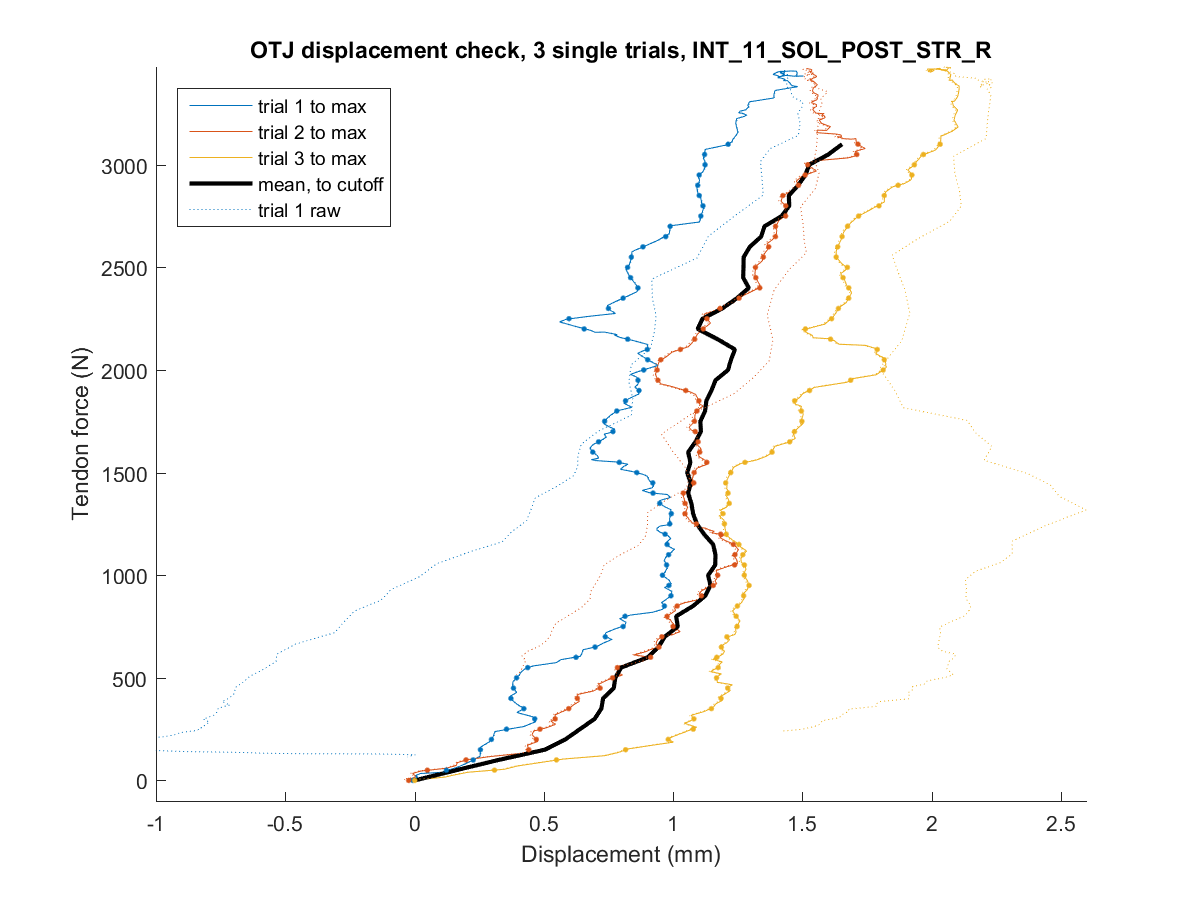 OTJ displacement check, 3 single trials, INT_11_SOL_POST_STR_R
trial 1 to max
trial 2 to max
trial 3 to max
mean, to cutoff
trial 1 raw
3000
2500
2000
1500
1000
500
0
Tendon force (N)
-1
-0.5
0
0.5
1
1.5
2
2.5
Displacement (mm)